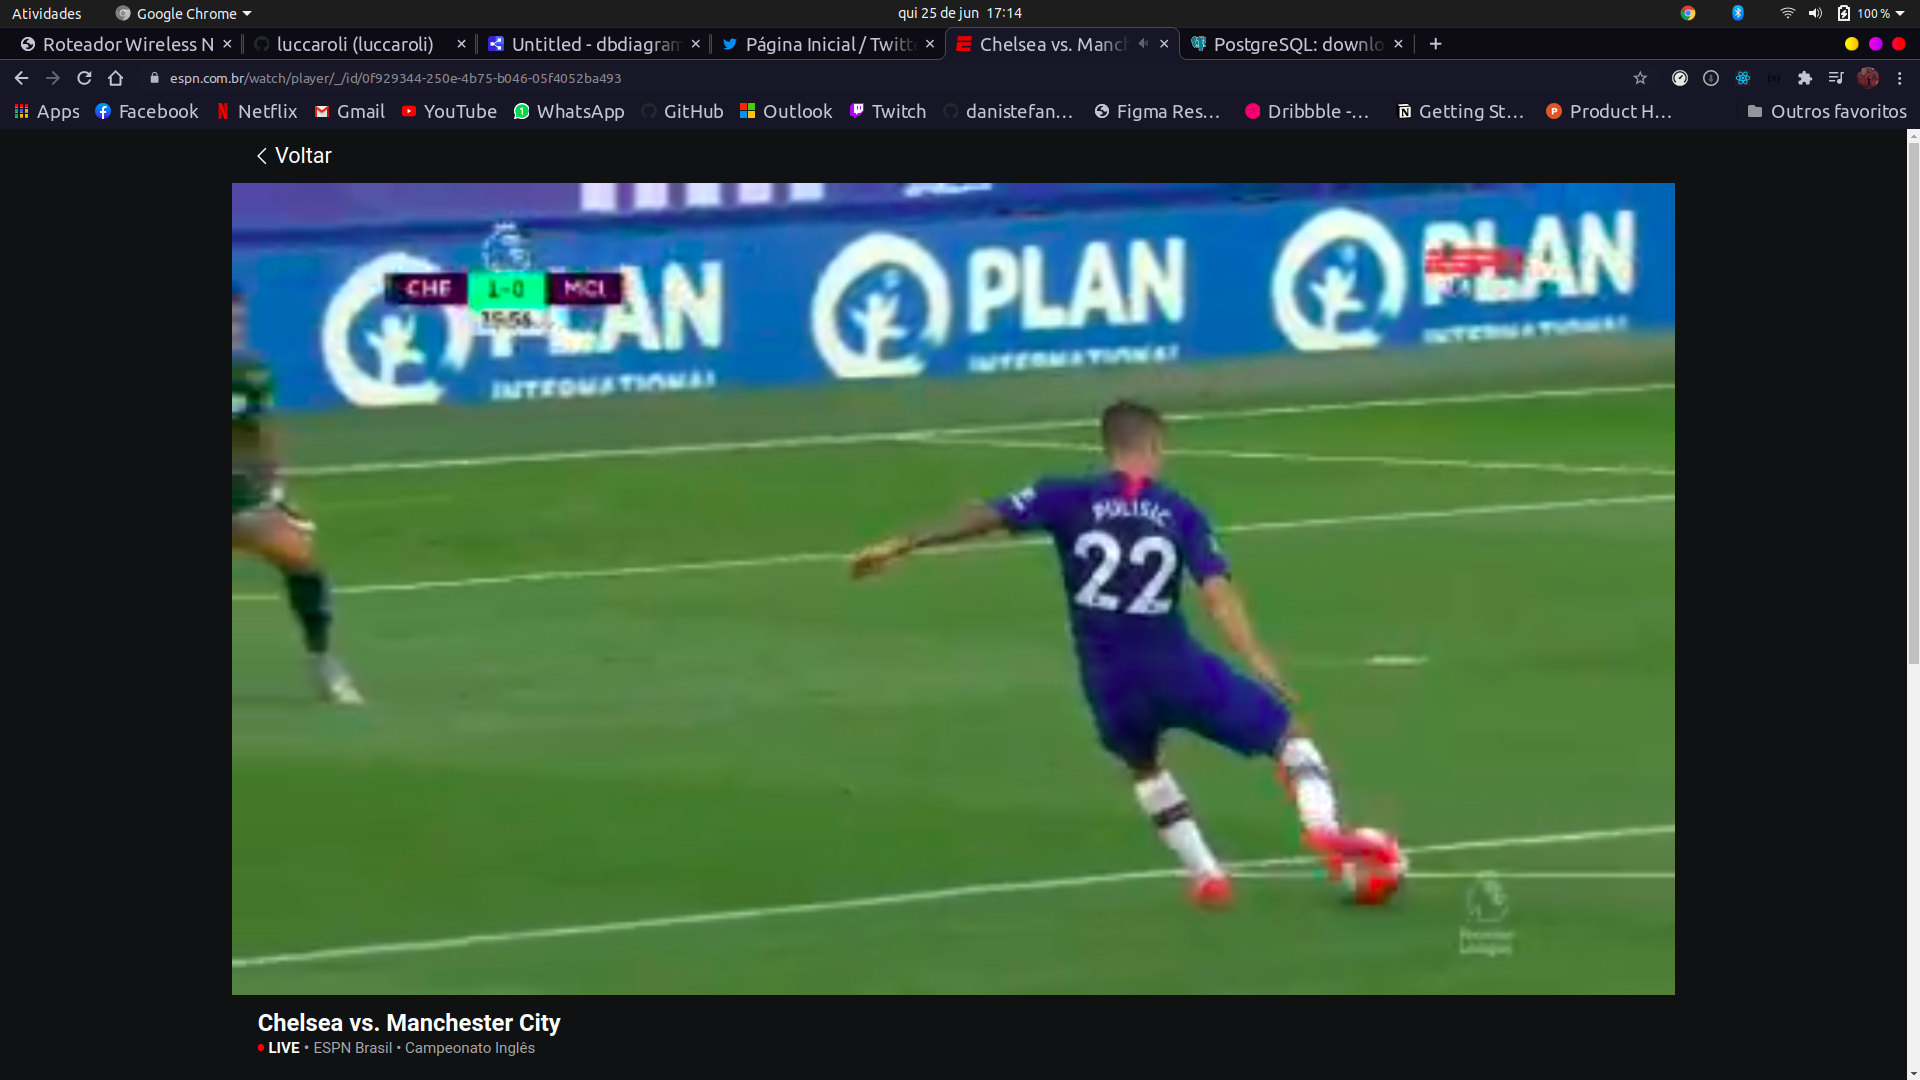 Atividades
Google Chrome
qui 25 de jun 17:14
100 %
Roteador Wireless N
luccaroli (luccaroli)
Untitled - dbdiagram
Página Inicial / Twitt
Chelsea vs. Manch
PostgreSQL: downlo
espn.com.br/watch/player/_/id/0f929344-250e-4b75-b046-05f4052ba493
Apps
Facebook
Netflix
Gmail
YouTube
WhatsApp
GitHub
Outlook
Twitch
danistefan...
Figma Res...
Dribbble -...
Getting St...
Product H...
Outros favoritos
Voltar
PLAN
INTERNATIONAL
PLAN
INTERNATIONAL
PLAN
INTERNATIONAL
CHE 1-0 MCI
PULISIC
22
Premier
League
Chelsea vs. Manchester City
LIVE • ESPN Brasil • Campeonato Inglês